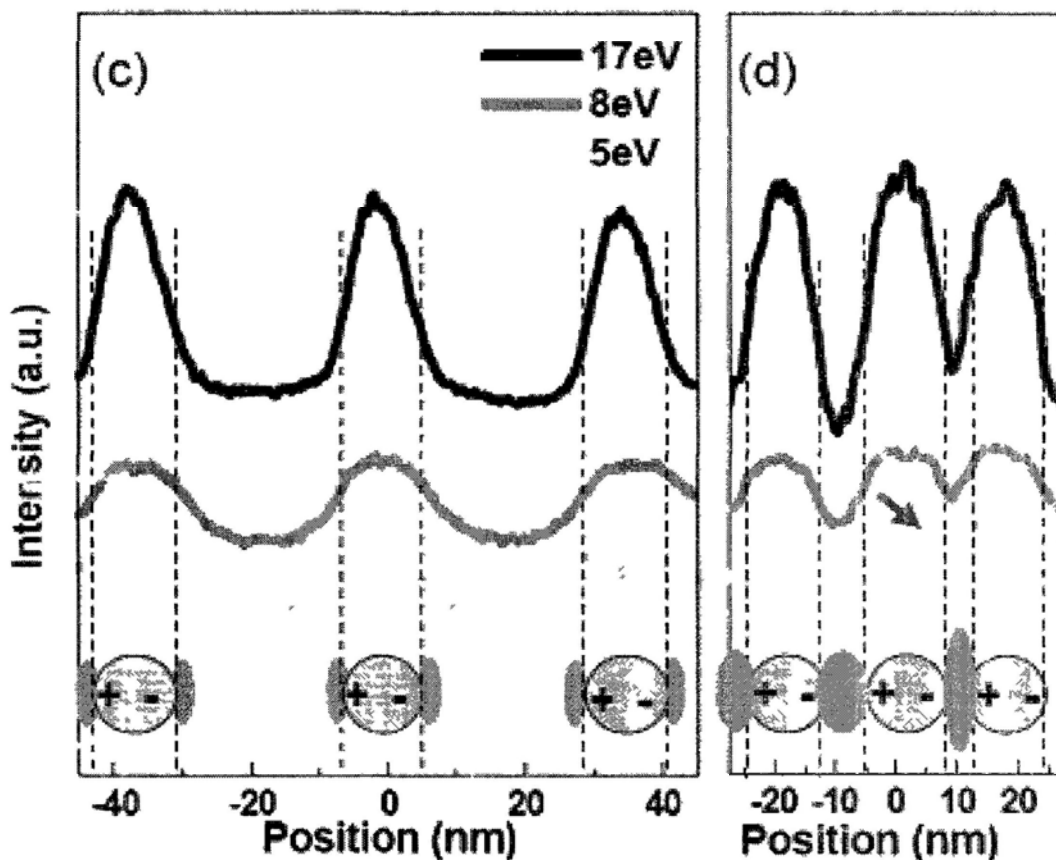 (c)
17eV
8eV
5eV
(d)
Intensity (a.u.)
+ -
+ -
+ -
+ -
+ -
+ -
-40 -20 0 20 40
Position (nm)
-20 -10 0 10 20
Position (nm)